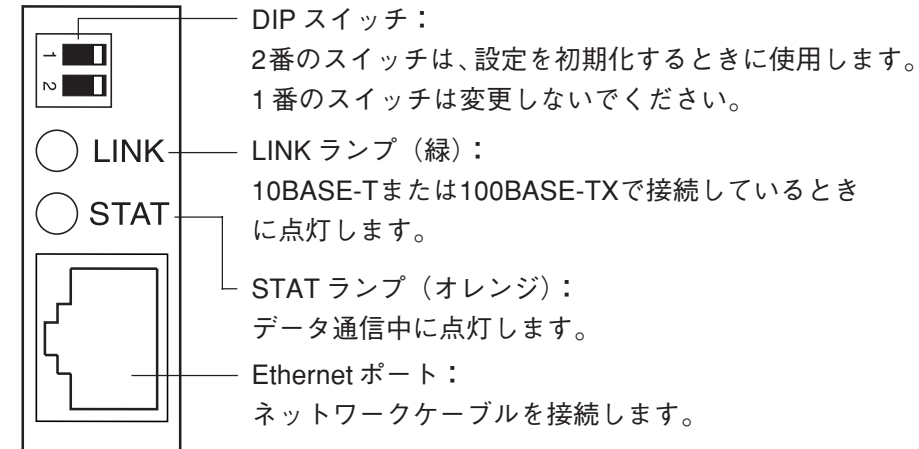 DIP スイッチ：
1
2番のスイッチは、設定を初期化するときに使用します。
2
1番のスイッチは変更しないでください。
LINK
LINK ランプ（緑）：
10BASE-Tまたは100BASE-TXで接続しているとき
STAT
に点灯します。
STAT ランプ（オレンジ）：
データ通信中に点灯します。
Ethernet ポート：
ネットワークケーブルを接続します。